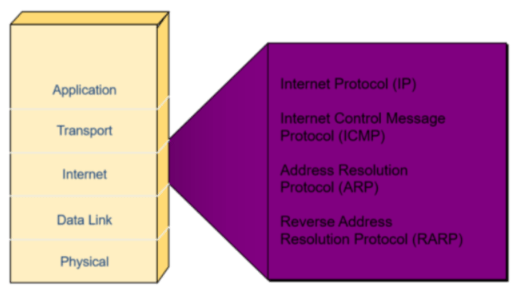 Application
Transport
Internet
Data Link
Physical
Internet Protocol (IP)
Internet Control Message
Protocol (ICMP)
Address Resolution
Protocol (ARP)
Reverse Address
Resolution Protocol (RARP)